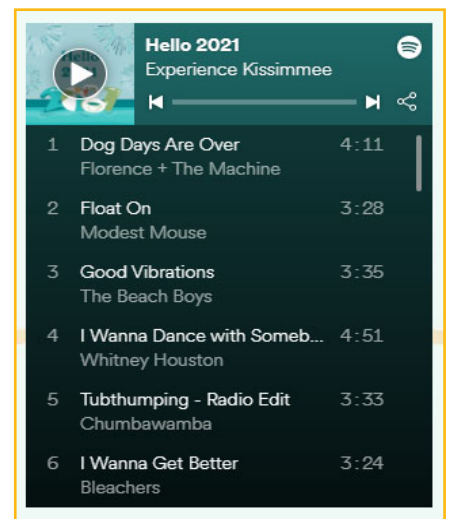 Hello 2021
Experience Kissimmee
1 Dog Days Are Over 4:11
Florence + The Machine
2 Float On 3:28
Modest Mouse
3 Good Vibrations 3:35
The Beach Boys
4 I Wanna Dance with Someb... 4:51
Whitney Houston
5 Tubthumping - Radio Edit 3:33
Chumbawamba
6 I Wanna Get Better 3:24
Bleachers